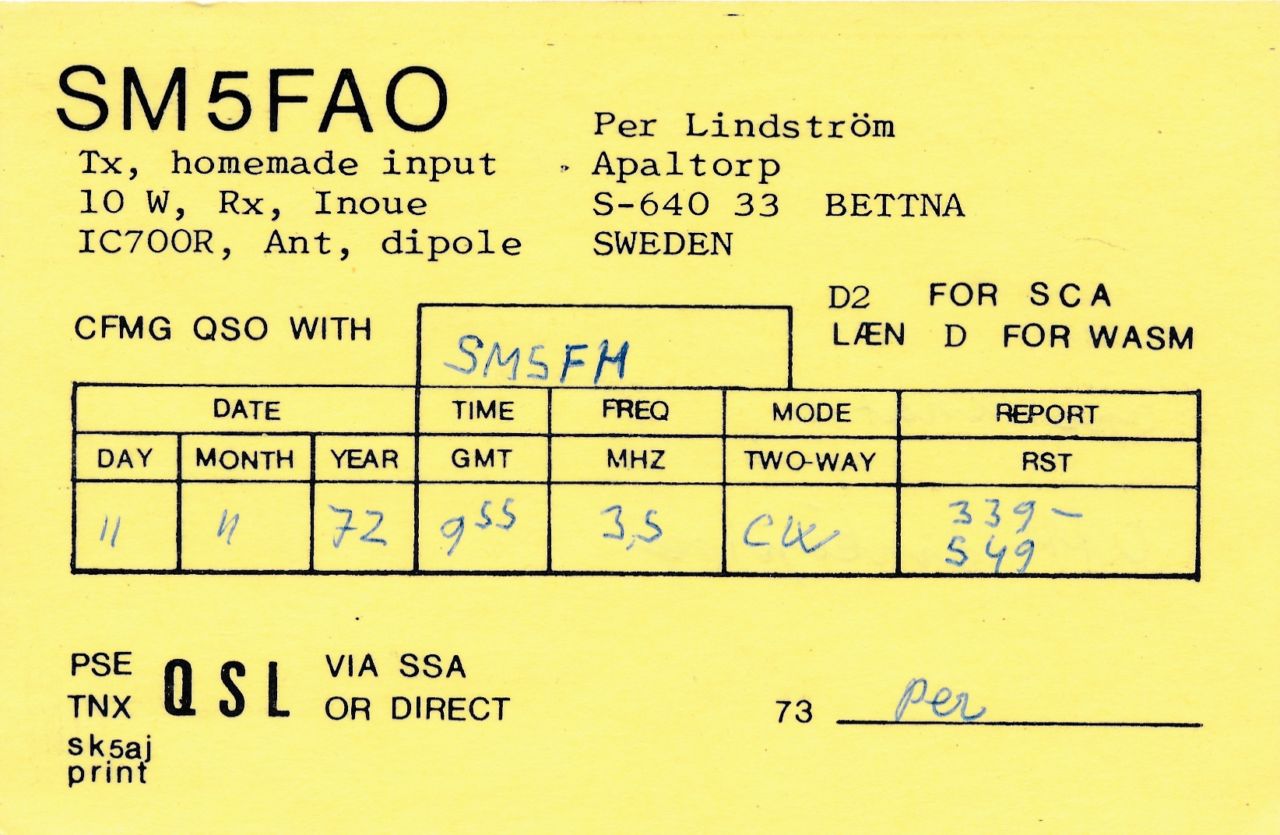 SM5FAO
Tx, homemade input
10 W, Rx, Inoue
IC700R, Ant, dipole
Per Lindström
Apaltorp
S-640 33 BETTNA
SWEDEN
D2 FOR SCA
LÆN D FOR WASM
CFMG QSO WITH SM5FH
DATE TIME FREQ MODE REPORT
DAY MONTH YEAR GMT MHZ TWO-WAY RST
11 11 72 9 55 3,5 CW 339-
549
PSE TNX QSL VIA SSA
OR DIRECT
73 Per
sk5aj
print